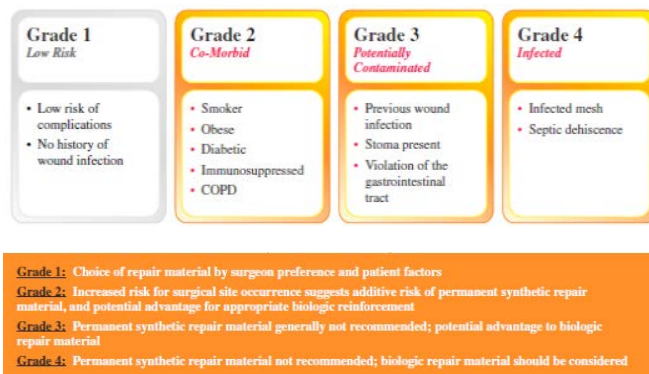 Grade 1
Low Risk
• Low risk of
complications
• No history of
wound infection
Grade 2
Co-Morbid
• Smoker
• Obese
• Diabetic
• Immunosuppressed
• COPD
Grade 3
Potentially
Contaminated
• Previous wound
infection
• Stoma present
• Violation of the
gastrointestinal
tract
Grade 4
Infected
• Infected mesh
• Septic dehiscence
Grade 1: Choice of repair material by surgeon preference and patient factors
Grade 2: Increased risk for surgical site occurrence suggests additive risk of permanent synthetic repair
material, and potential advantage for appropriate biologic reinforcement
Grade 3: Permanent synthetic repair material generally not recommended; potential advantage to biologic
repair material
Grade 4: Permanent synthetic repair material not recommended; biologic repair material should be considered